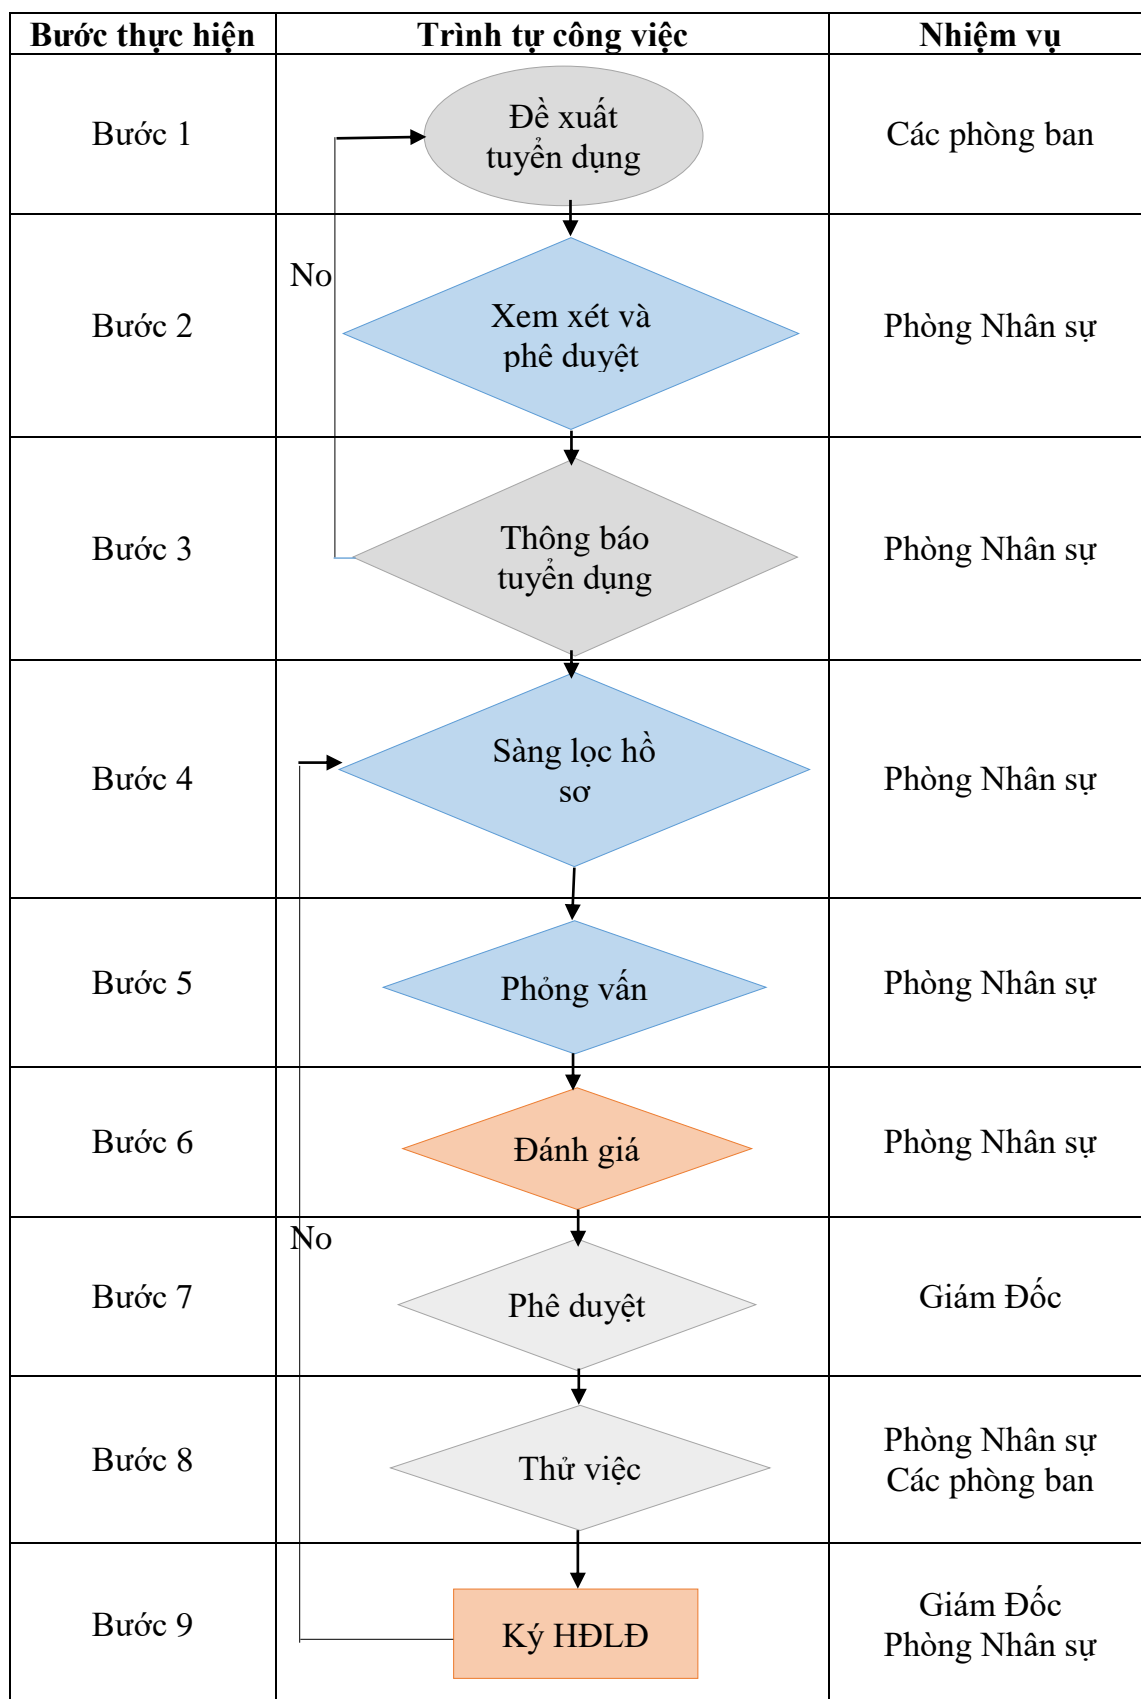 Bước thực hiện
Trình tự công việc
Nhiệm vụ
Bước 1
Đề xuất
tuyển dụng
Các phòng ban
No
Bước 2
Xem xét và
phê duyệt
Phòng Nhân sự
Bước 3
Thông báo
tuyển dụng
Phòng Nhân sự
Bước 4
Sàng lọc hồ
sơ
Phòng Nhân sự
Bước 5
Phỏng vấn
Phòng Nhân sự
Bước 6
Đánh giá
Phòng Nhân sự
No
Bước 7
Phê duyệt
Giám Đốc
Bước 8
Thử việc
Phòng Nhân sự
Các phòng ban
Bước 9
Ký HĐLĐ
Giám Đốc
Phòng Nhân sự